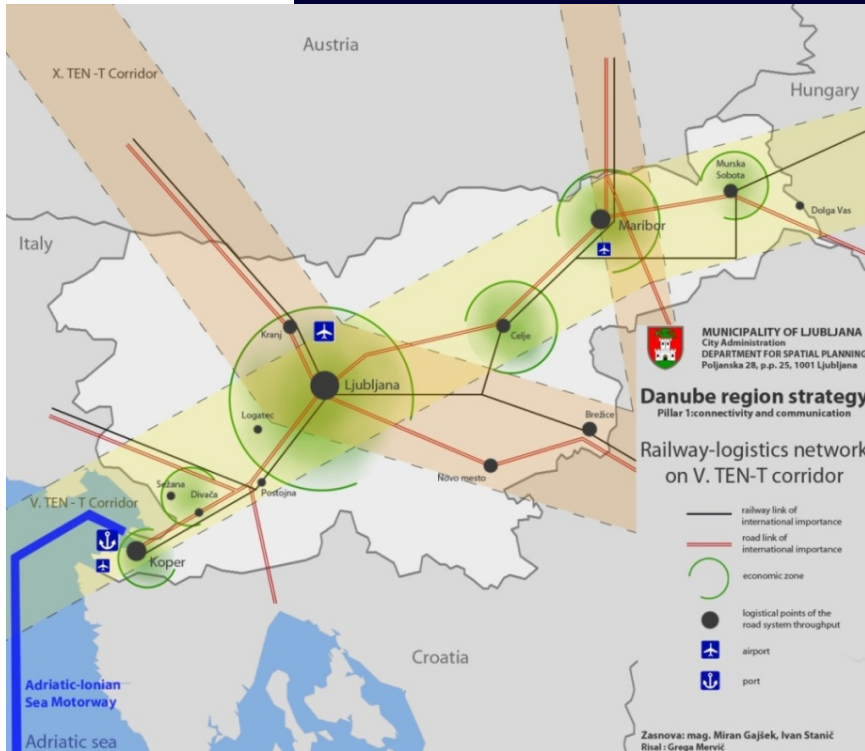 Austria
X. TEN -T Corridor
Hungary
Murska
Sobota
Maribor
Dolga Vas
Italy
Kranj
Celje
Ljubljana
Logatec
Brežice
Novo mesto
Sežana
Divača
Postojna
V. TEN - T Corridor
Koper
Croatia
Adriatic-Ionian
Sea Motorway
Adriatic sea
MUNICIPALITY OF LJUBLJANA
City Administration
DEPARTMENT FOR SPATIAL PLANNING
Poljanska 28, p.p. 25, 1001 Ljubljana
Danube region strategy
Pillar 1:connectivity and communication
Railway-logistics network
on V. TEN-T corridor
railway link of
international importance
road link of
international importance
economic zone
logistical points of the
road system throughput
airport
port
Zasnova: mag. Miran Gajšek, Ivan Stanič
Risal : Grega Mervič